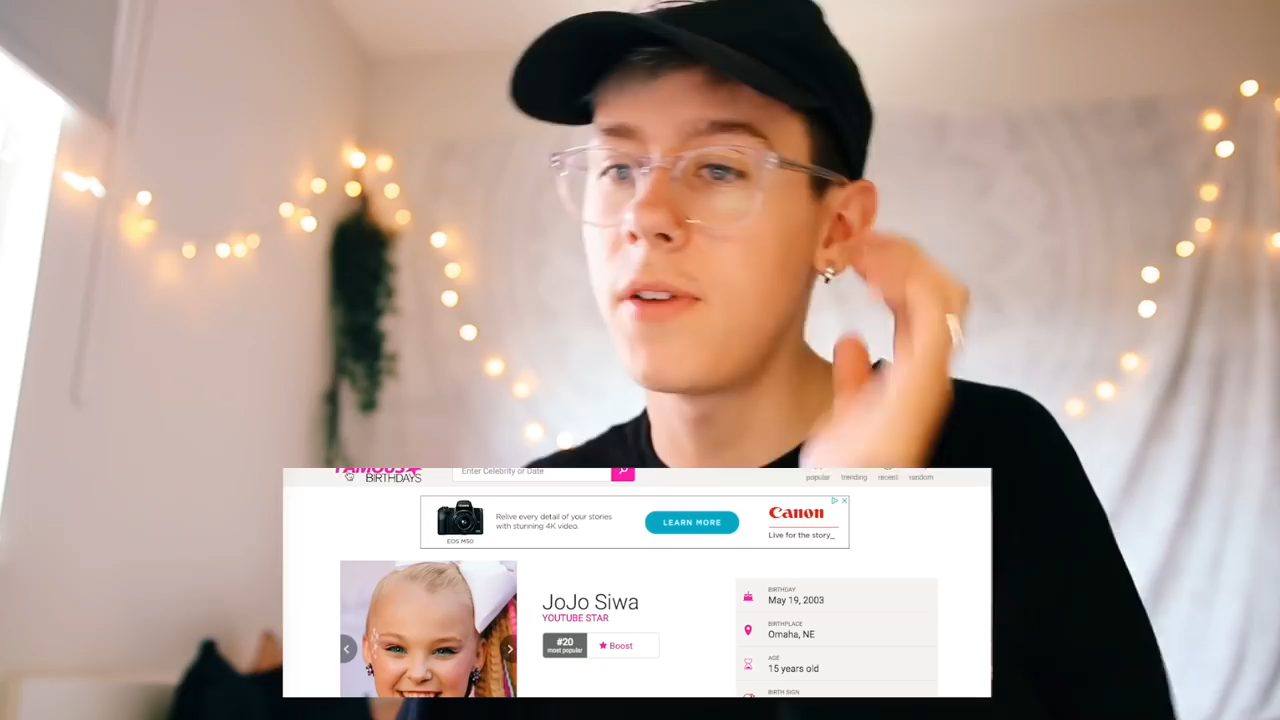 FAMOUS
BIRTHDAYS
Enter Celebrity or Date
popular
trending
recent
random
EOS M50
Relive every detail of your stories
with stunning 4K video.
LEARN MORE
Canon
Live for the story_
JoJo Siwa
YOUTUBE STAR
#20
most popular
Boost
BIRTHDAY
May 19, 2003
BIRTHPLACE
Omaha, NE
AGE
15 years old
BIRTH SIGN